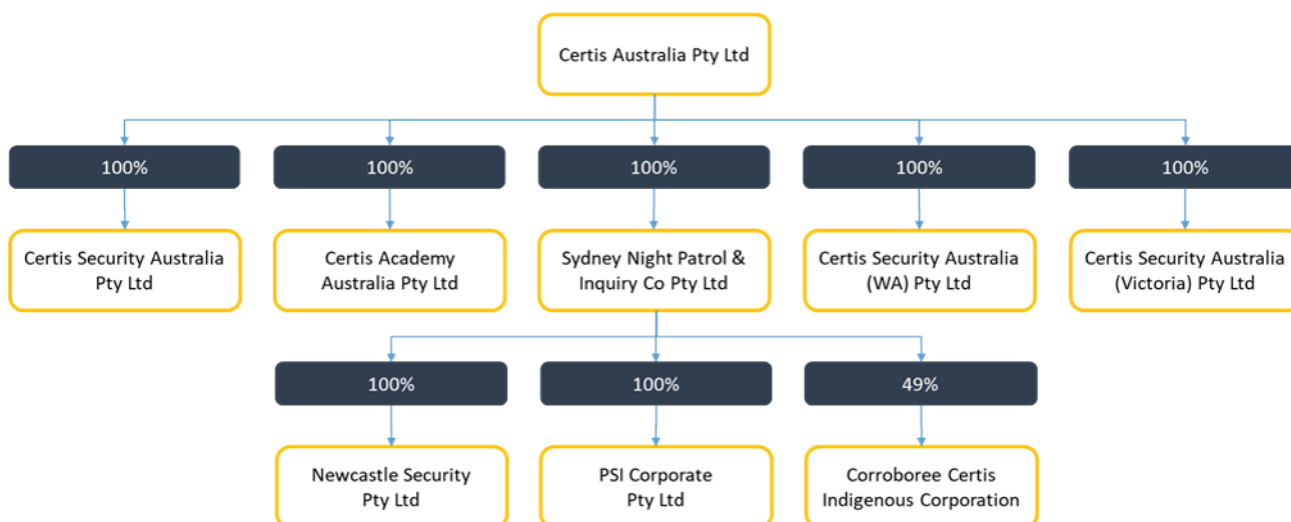 Certis Australia Pty Ltd
100%
100%
100%
100%
100%
Certis Security Australia
Pty Ltd
Certis Academy
Australia Pty Ltd
Sydney Night Patrol &
Inquiry Co Pty Ltd
Certis Security Australia
(WA) Pty Ltd
Certis Security Australia
(Victoria) Pty Ltd
100%
100%
49%
Newcastle Security
Pty Ltd
PSI Corporate
Pty Ltd
Corroboree Certis
Indigenous Corporation